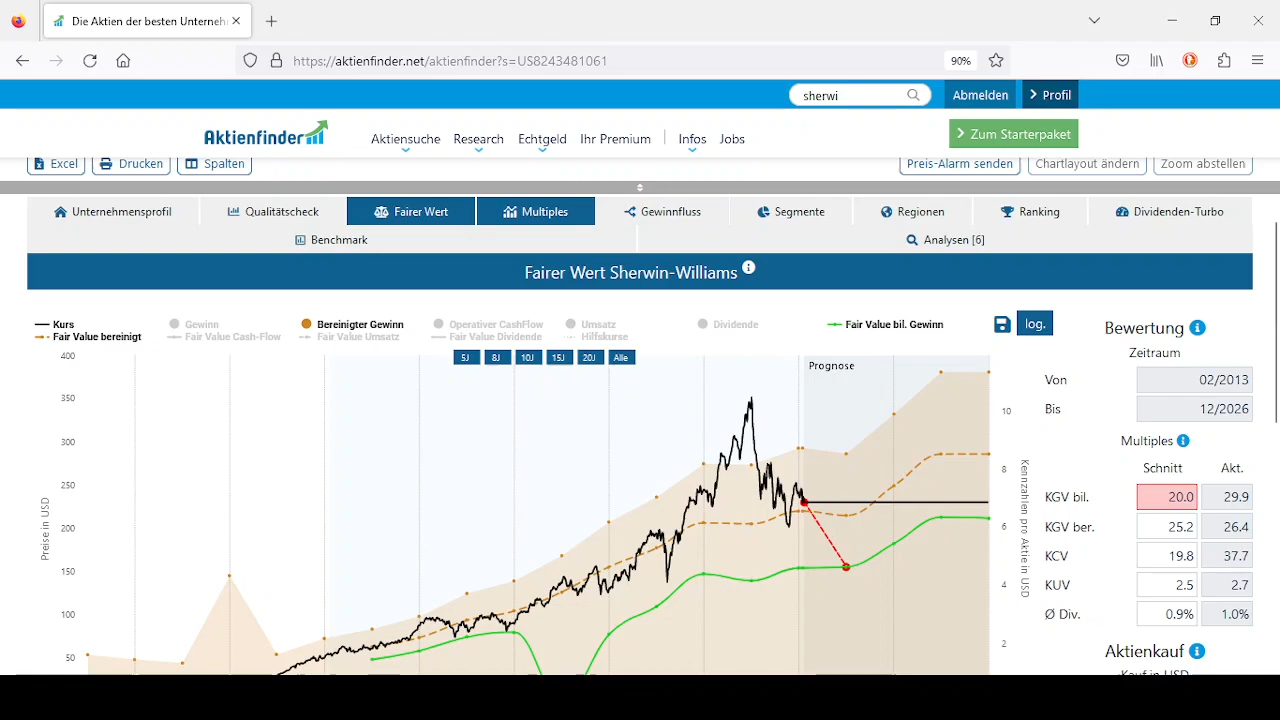 Die Aktien der besten Unterneh
https://aktienfinder.net/aktienfinder?s=US8243481061
90%
sherwi
Abmelden
Profil
Aktienfinder
Aktiensuche
Research
Echtgeld
Ihr Premium
Infos
Jobs
Zum Starterpaket
Excel
Drucken
Spalten
Preis-Alarm senden
Chartlayout ändern
Zoom abstellen
Unternehmensprofil
Qualitätscheck
Fairer Wert
Multiples
Gewinnfluss
Segmente
Regionen
Ranking
Dividenden-Turbo
Benchmark
Analysen [6]
Fairer Wert Sherwin-Williams
Kurs
Gewinn
Bereinigter Gewinn
Operativer CashFlow
Umsatz
Dividende
Fair Value bil. Gewinn
Fair Value bereinigt
Fair Value Cash-Flow
Fair Value Umsatz
Fair Value Dividende
Hilfskurse
log.
5J
8J
10J
15J
20J
Alle
Prognose
400
350
300
250
200
150
100
50
Preise in USD
10
8
6
4
2
Kennzahlen pro Aktie in USD
Bewertung
Zeitraum
Von 02/2013
Bis 12/2026
Multiples
Schnitt Akt.
KGV bil. 20.0 29.9
KGV ber. 25.2 26.4
KCV 19.8 37.7
KUV 2.5 2.7
Ø Div. 0.9% 1.0%
Aktienkauf
Kauf in USD